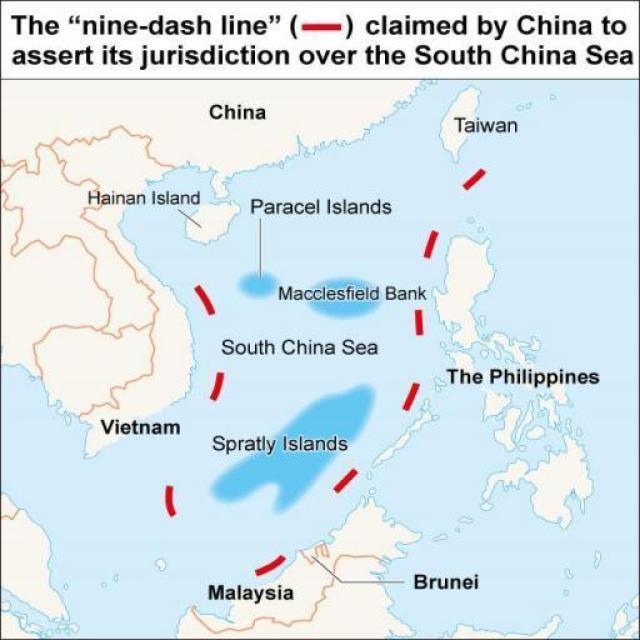 The “nine-dash line” ( ) claimed by China to
assert its jurisdiction over the South China Sea
China
Taiwan
Hainan Island
Paracel Islands
Macclesfield Bank
South China Sea
The Philippines
Vietnam
Spratly Islands
Brunei
Malaysia